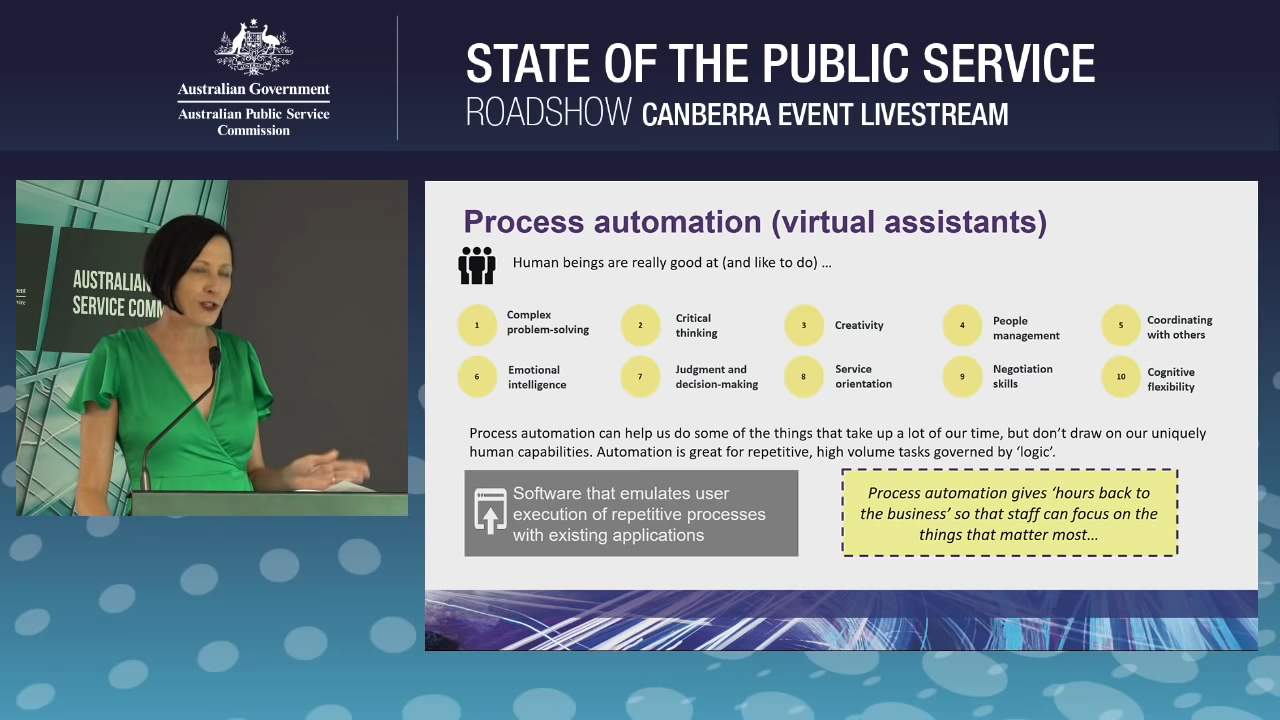 Australian Government
Australian Public Service
Commission
STATE OF THE PUBLIC SERVICE
ROADSHOW CANBERRA EVENT LIVESTREAM
AUSTRALIAN
SERVICE COMM
Process automation (virtual assistants)
Human beings are really good at (and like to do) ...
1 Complex
problem-solving
2 Critical
thinking
3 Creativity
4 People
management
5 Coordinating
with others
6 Emotional
intelligence
7 Judgment and
decision-making
8 Service
orientation
9 Negotiation
skills
10 Cognitive
flexibility
Process automation can help us do some of the things that take up a lot of our time, but don't draw on our uniquely
human capabilities. Automation is great for repetitive, high volume tasks governed by 'logic'.
Software that emulates user
execution of repetitive processes
with existing applications
Process automation gives 'hours back to
the business' so that staff can focus on the
things that matter most...